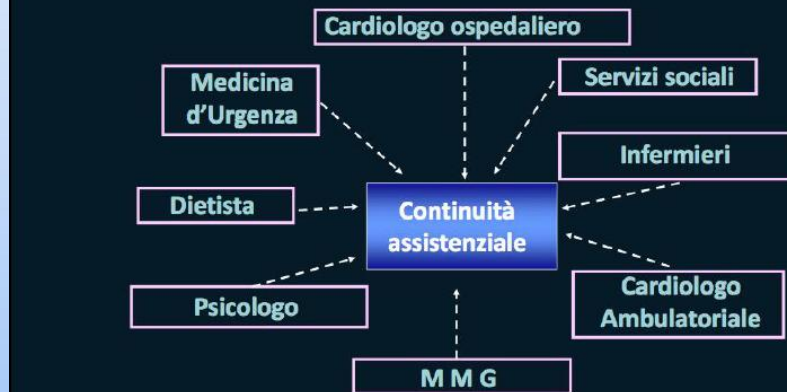 Cardiologo ospedaliero
Medicina
d'Urgenza
Servizi sociali
Infermieri
Dietista
Continuità
assistenziale
Psicologo
Cardiologo
Ambulatoriale
M M G